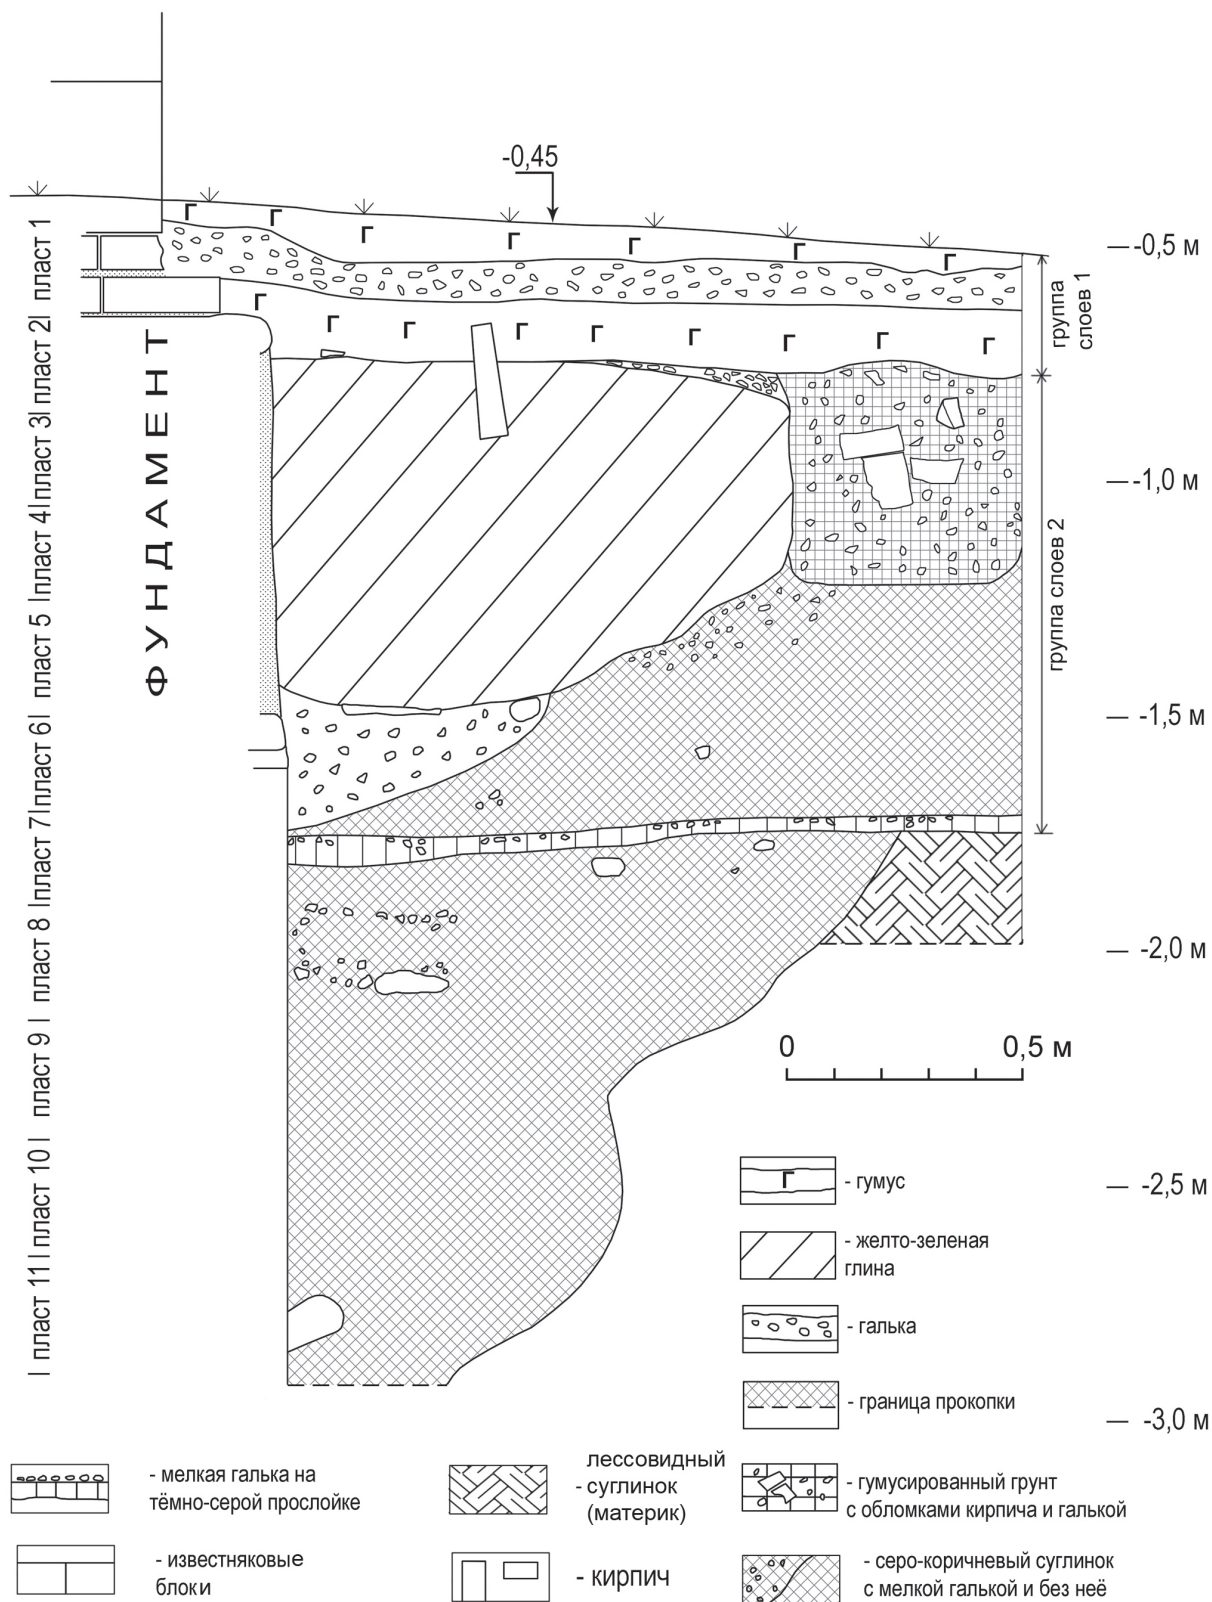 -0,45
Г Г Г Г Г Г Г
Г Г Г Г Г Г Г Г Г
-0,5 м
-1,0 м
-1,5 м
-2,0 м
-2,5 м
-3,0 м
группа
слоев 1
группа слоев 2
ФУНДАМЕНТ
| пласт 11 | пласт 10 | пласт 9 | пласт 8 | пласт 7 | пласт 6 | пласт 5 | пласт 4 | пласт 3 | пласт 2 | пласт 1
0 0,5 м
Г
- гумус
- желто-зеленая
глина
- галька
- граница прокопки
- мелкая галька на
тёмно-серой прослойке
лессовидный
- суглинок
(материк)
- гумусированный грунт
с обломками кирпича и галькой
- известняковые
блоки
- кирпич
- серо-коричневый суглинок
с мелкой галькой и без неё